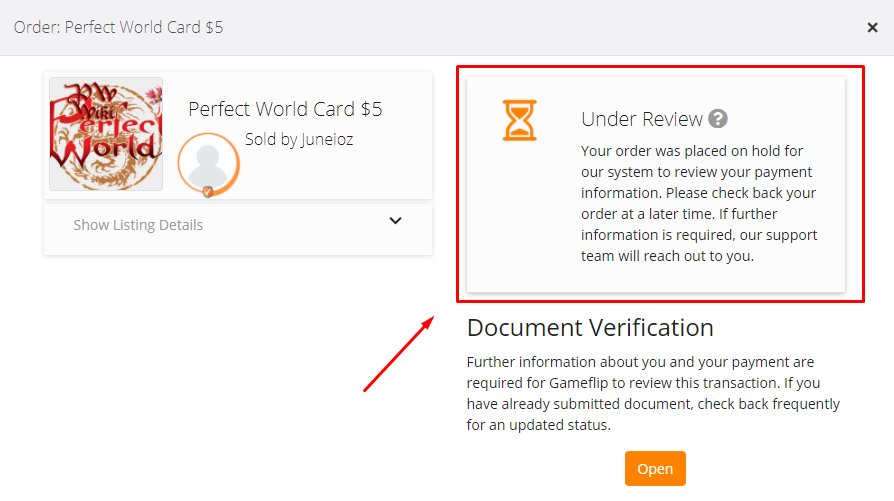 Order: Perfect World Card $5
×
PW
Wiki
Perfect
World
Perfect World Card $5
Sold by Juneioz
Show Listing Details
Under Review ?
Your order was placed on hold for
our system to review your payment
information. Please check back your
order at a later time. If further
information is required, our support
team will reach out to you.
Document Verification
Further information about you and your payment are
required for Gameflip to review this transaction. If you
have already submitted document, check back frequently
for an updated status.
Open